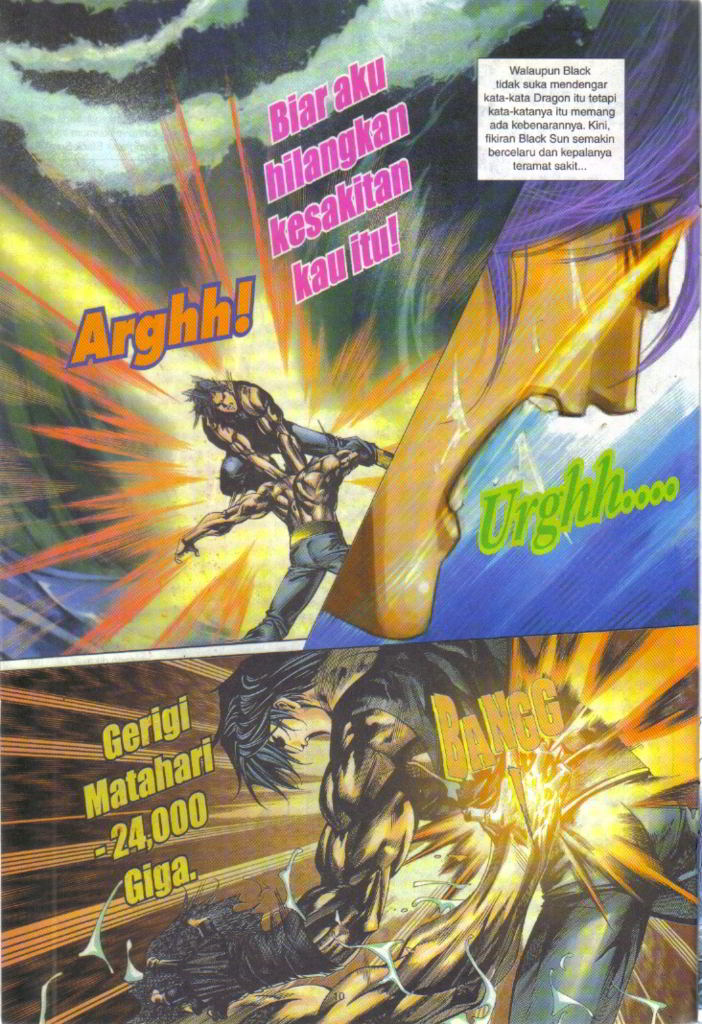 Walaupun Black
tidak suka mendengar
kata-kata Dragon itu tetapi
kata-katanya itu memang
ada kebenarannya. Kini,
fikiran Black Sun semakin
bercelaru dan kepalanya
teramat sakit...
Biar aku
hilangkan
kesakitan
kau itu!
Arghh!
Urghh....
Gerigi
Matahari
- 24,000
Giga.
BANGG
!
10